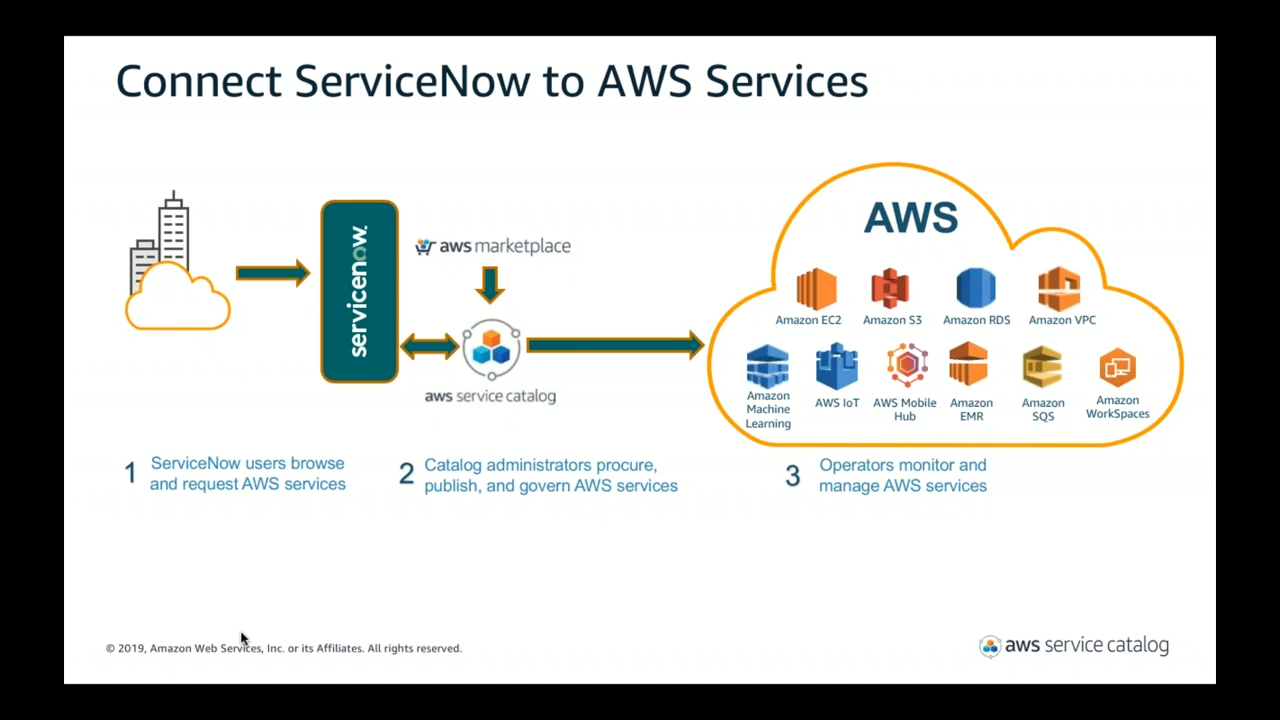 Connect ServiceNow to AWS Services
servicenow.
aws marketplace
aws service catalog
AWS
Amazon EC2
Amazon S3
Amazon RDS
Amazon VPC
Amazon
Machine
Learning
AWS IoT
AWS Mobile
Hub
Amazon
EMR
Amazon
SQS
Amazon
WorkSpaces
1
ServiceNow users browse
and request AWS services
2
Catalog administrators procure,
publish, and govern AWS services
3
Operators monitor and
manage AWS services
© 2019, Amazon Web Services, Inc. or its Affiliates. All rights reserved.
aws service catalog